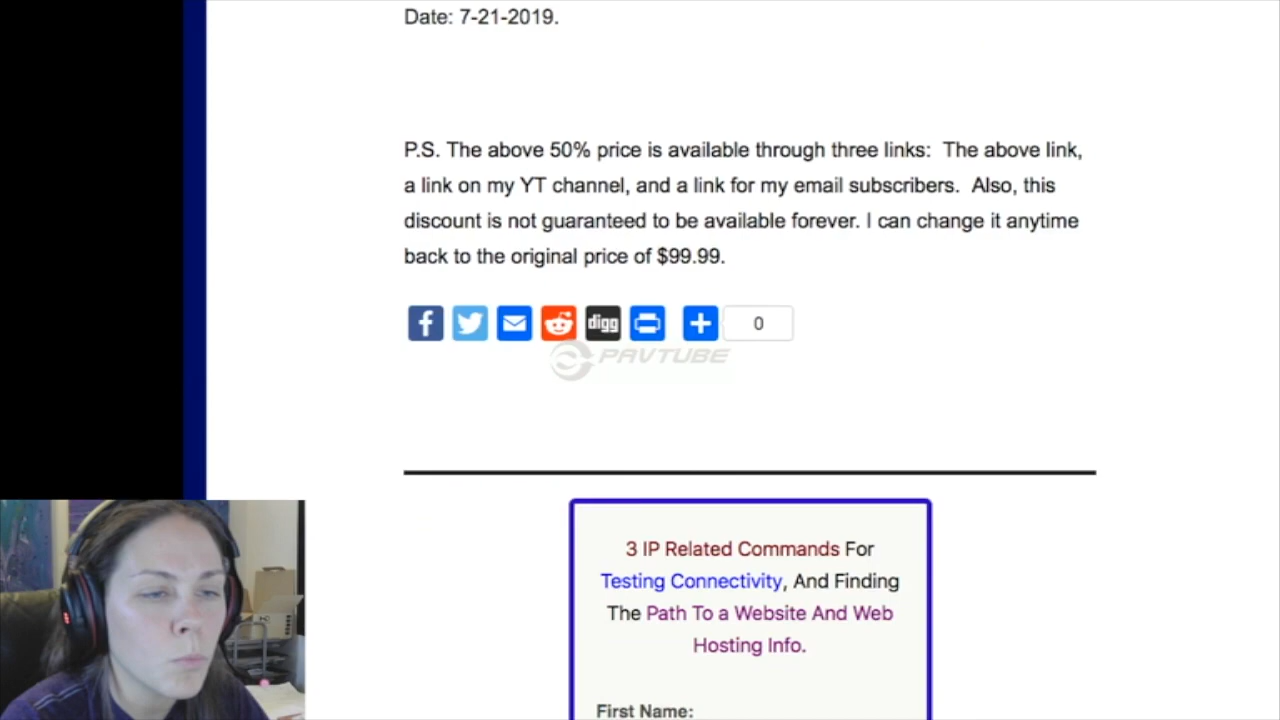 Date: 7-21-2019.
P.S. The above 50% price is available through three links:  The above link,
a link on my YT channel, and a link for my email subscribers.  Also, this
discount is not guaranteed to be available forever. I can change it anytime
back to the original price of $99.99.
digg
0
PAVTUBE
3 IP Related Commands For
Testing Connectivity, And Finding
The Path To a Website And Web
Hosting Info.
First Name: